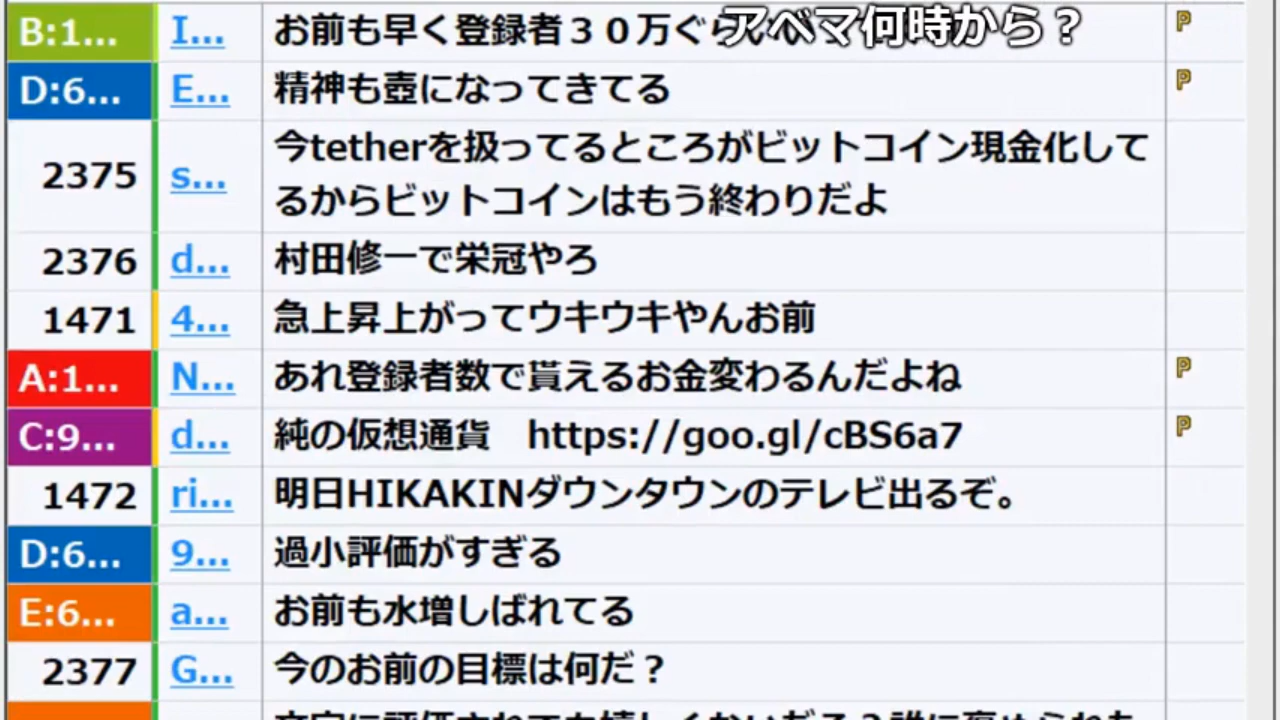 アベマ何時から？
B:1... I... お前も早く登録者３０万ぐらい P
D:6... E... 精神も壺になってきてる P
2375 s... 今tetherを扱ってるところがビットコイン現金化して
るからビットコインはもう終わりだよ
2376 d... 村田修一で栄冠やろ
1471 4... 急上昇上がってウキウキやんお前
A:1... N... あれ登録者数で貰えるお金変わるんだよね P
C:9... d... 純の仮想通貨　https://goo.gl/cBS6a7 P
1472 ri... 明日HIKAKINダウンタウンのテレビ出るぞ。
D:6... 9... 過小評価がすぎる
E:6... a... お前も水増しばれてる
2377 G... 今のお前の目標は何だ？